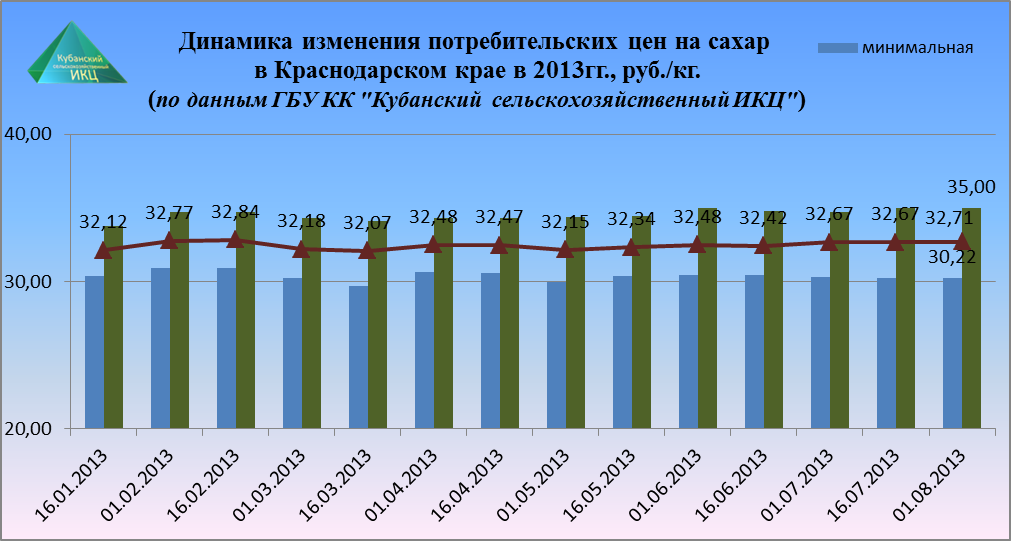 Кубанский
сельскохозяйственный
ИКЦ
Динамика изменения потребительских цен на сахар
в Краснодарском крае в 2013гг., руб./кг.
(по данным ГБУ КК "Кубанский сельскохозяйственный ИКЦ")
минимальная
40,00
30,00
20,00
32,12 32,77 32,84 32,18 32,07 32,48 32,47 32,15 32,34 32,48 32,42 32,67 32,67 32,71
35,00
30,22
16.01.2013 01.02.2013 16.02.2013 01.03.2013 16.03.2013 01.04.2013 16.04.2013 01.05.2013 16.05.2013 01.06.2013 16.06.2013 01.07.2013 16.07.2013 01.08.2013